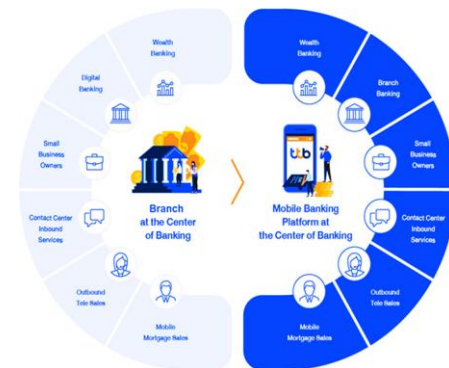 Wealth
Banking
Digital
Banking
Small
Business
Owners
Contact Center
Inbound
Services
Outbound
Tele Sales
Mobile
Mortgage Sales
Branch
at the Center
of Banking
ttb
Mobile Banking
Platform at
the Center of Banking
Wealth
Banking
Branch
Banking
Small
Business
Owners
Contact Center
Inbound
Services
Outbound
Tele Sales
Mobile
Mortgage Sales